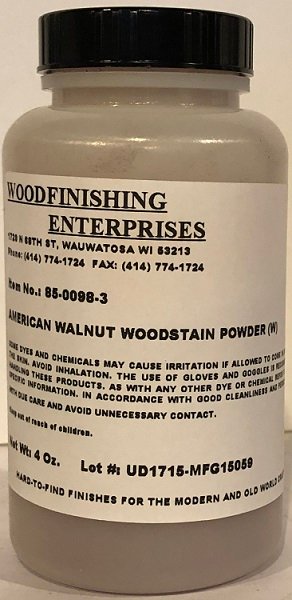 WOODFINISHING
ENTERPRISES
1729 N 68TH ST, WAUWATOSA WI 53213
Phone: (414) 774-1724 FAX: (414) 774-1724
Item No.: 85-0098-3
AMERICAN WALNUT WOODSTAIN POWDER (W)
SOME DYES AND CHEMICALS MAY CAUSE IRRITATION IF ALLOWED TO COME
THE SKIN. AVOID INHALATION. THE USE OF GLOVES AND GOGGLES IS
HANDLING THESE PRODUCTS. AS WITH ANY OTHER DYE OR CHEMICAL
SPECIFIC INFORMATION. IN ACCORDANCE WITH GOOD CLEANLINESS AND
WITH DUE CARE AND AVOID UNNECESSARY CONTACT.
Keep out of reach of children.
Net Wt: 4 Oz. Lot #: UD1715-MFG15059
HARD-TO-FIND FINISHES FOR THE MODERN AND OLD WORLD